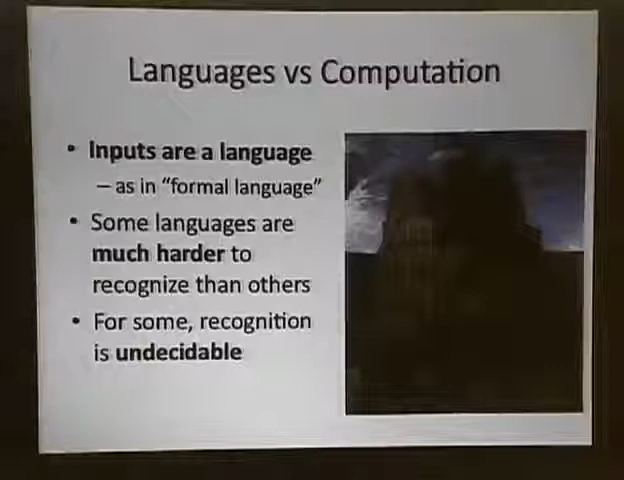 Languages vs Computation
• Inputs are a language
– as in “formal language”
• Some languages are
much harder to
recognize than others
• For some, recognition
is undecidable